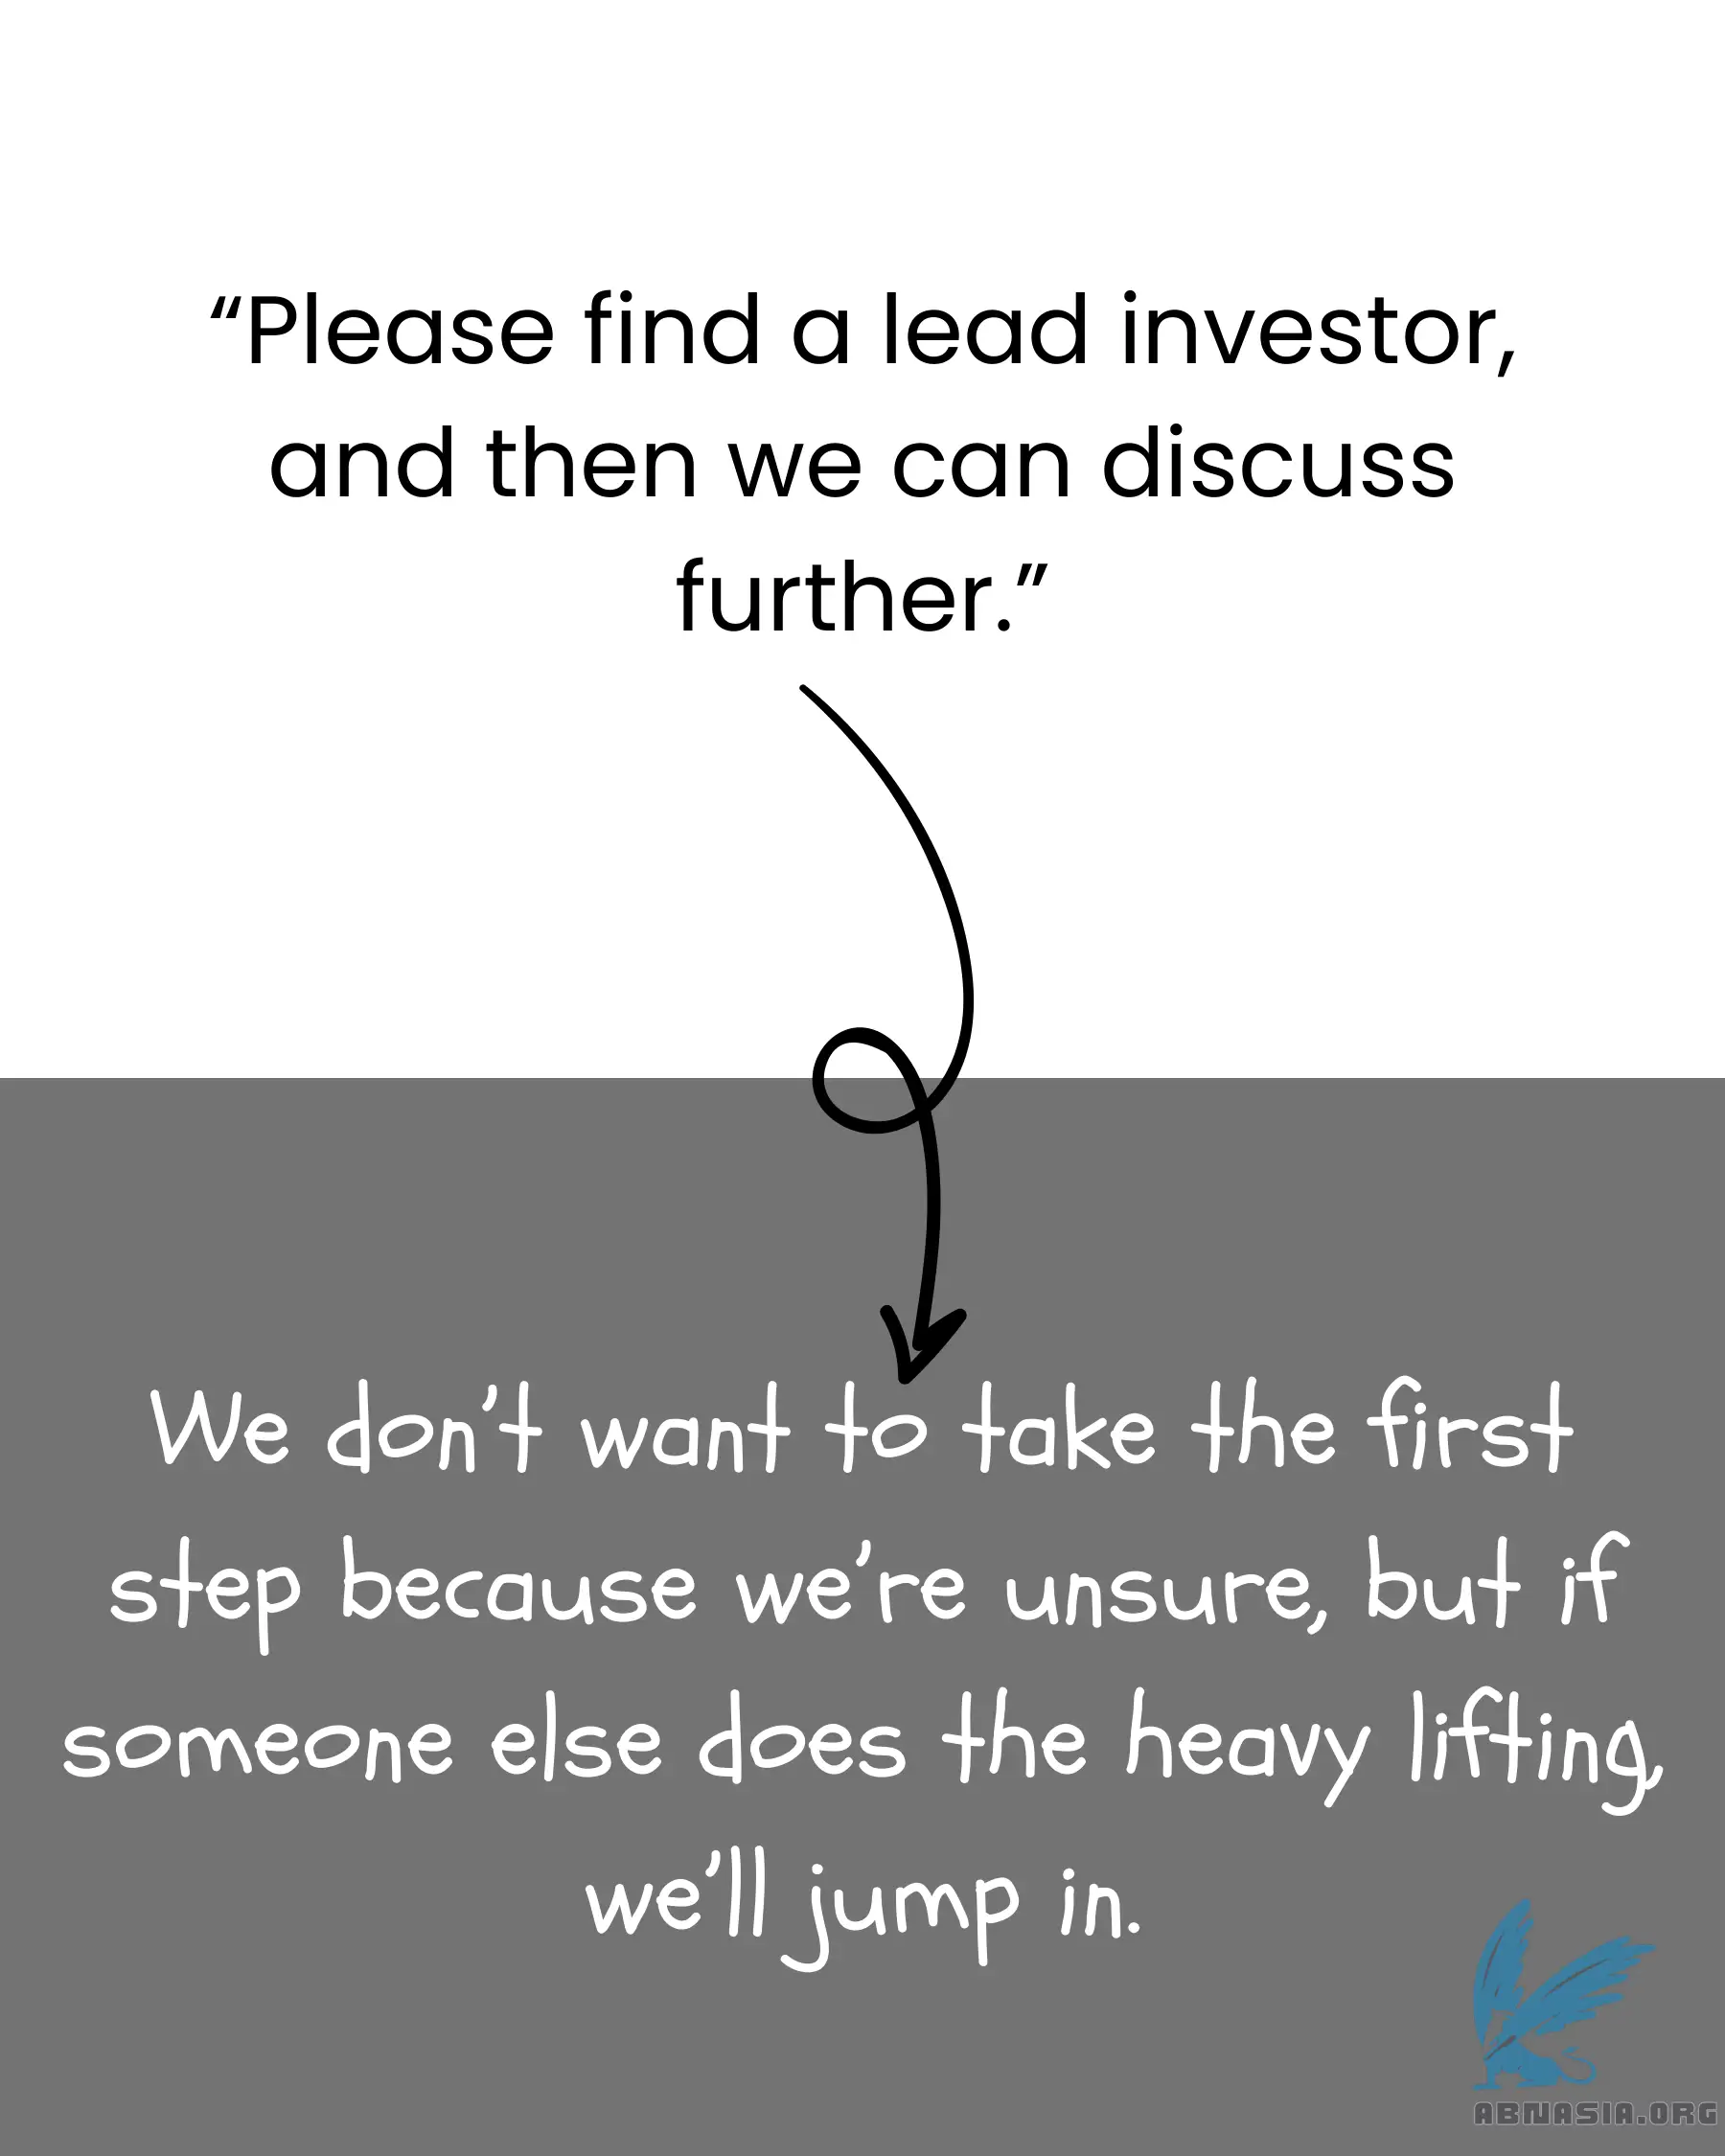 “Please find a lead investor,
and then we can discuss
further.”
We don’t want to take the first
step because we’re unsure, but if
someone else does the heavy lifting,
we’ll jump in.
ABNASIA.ORG